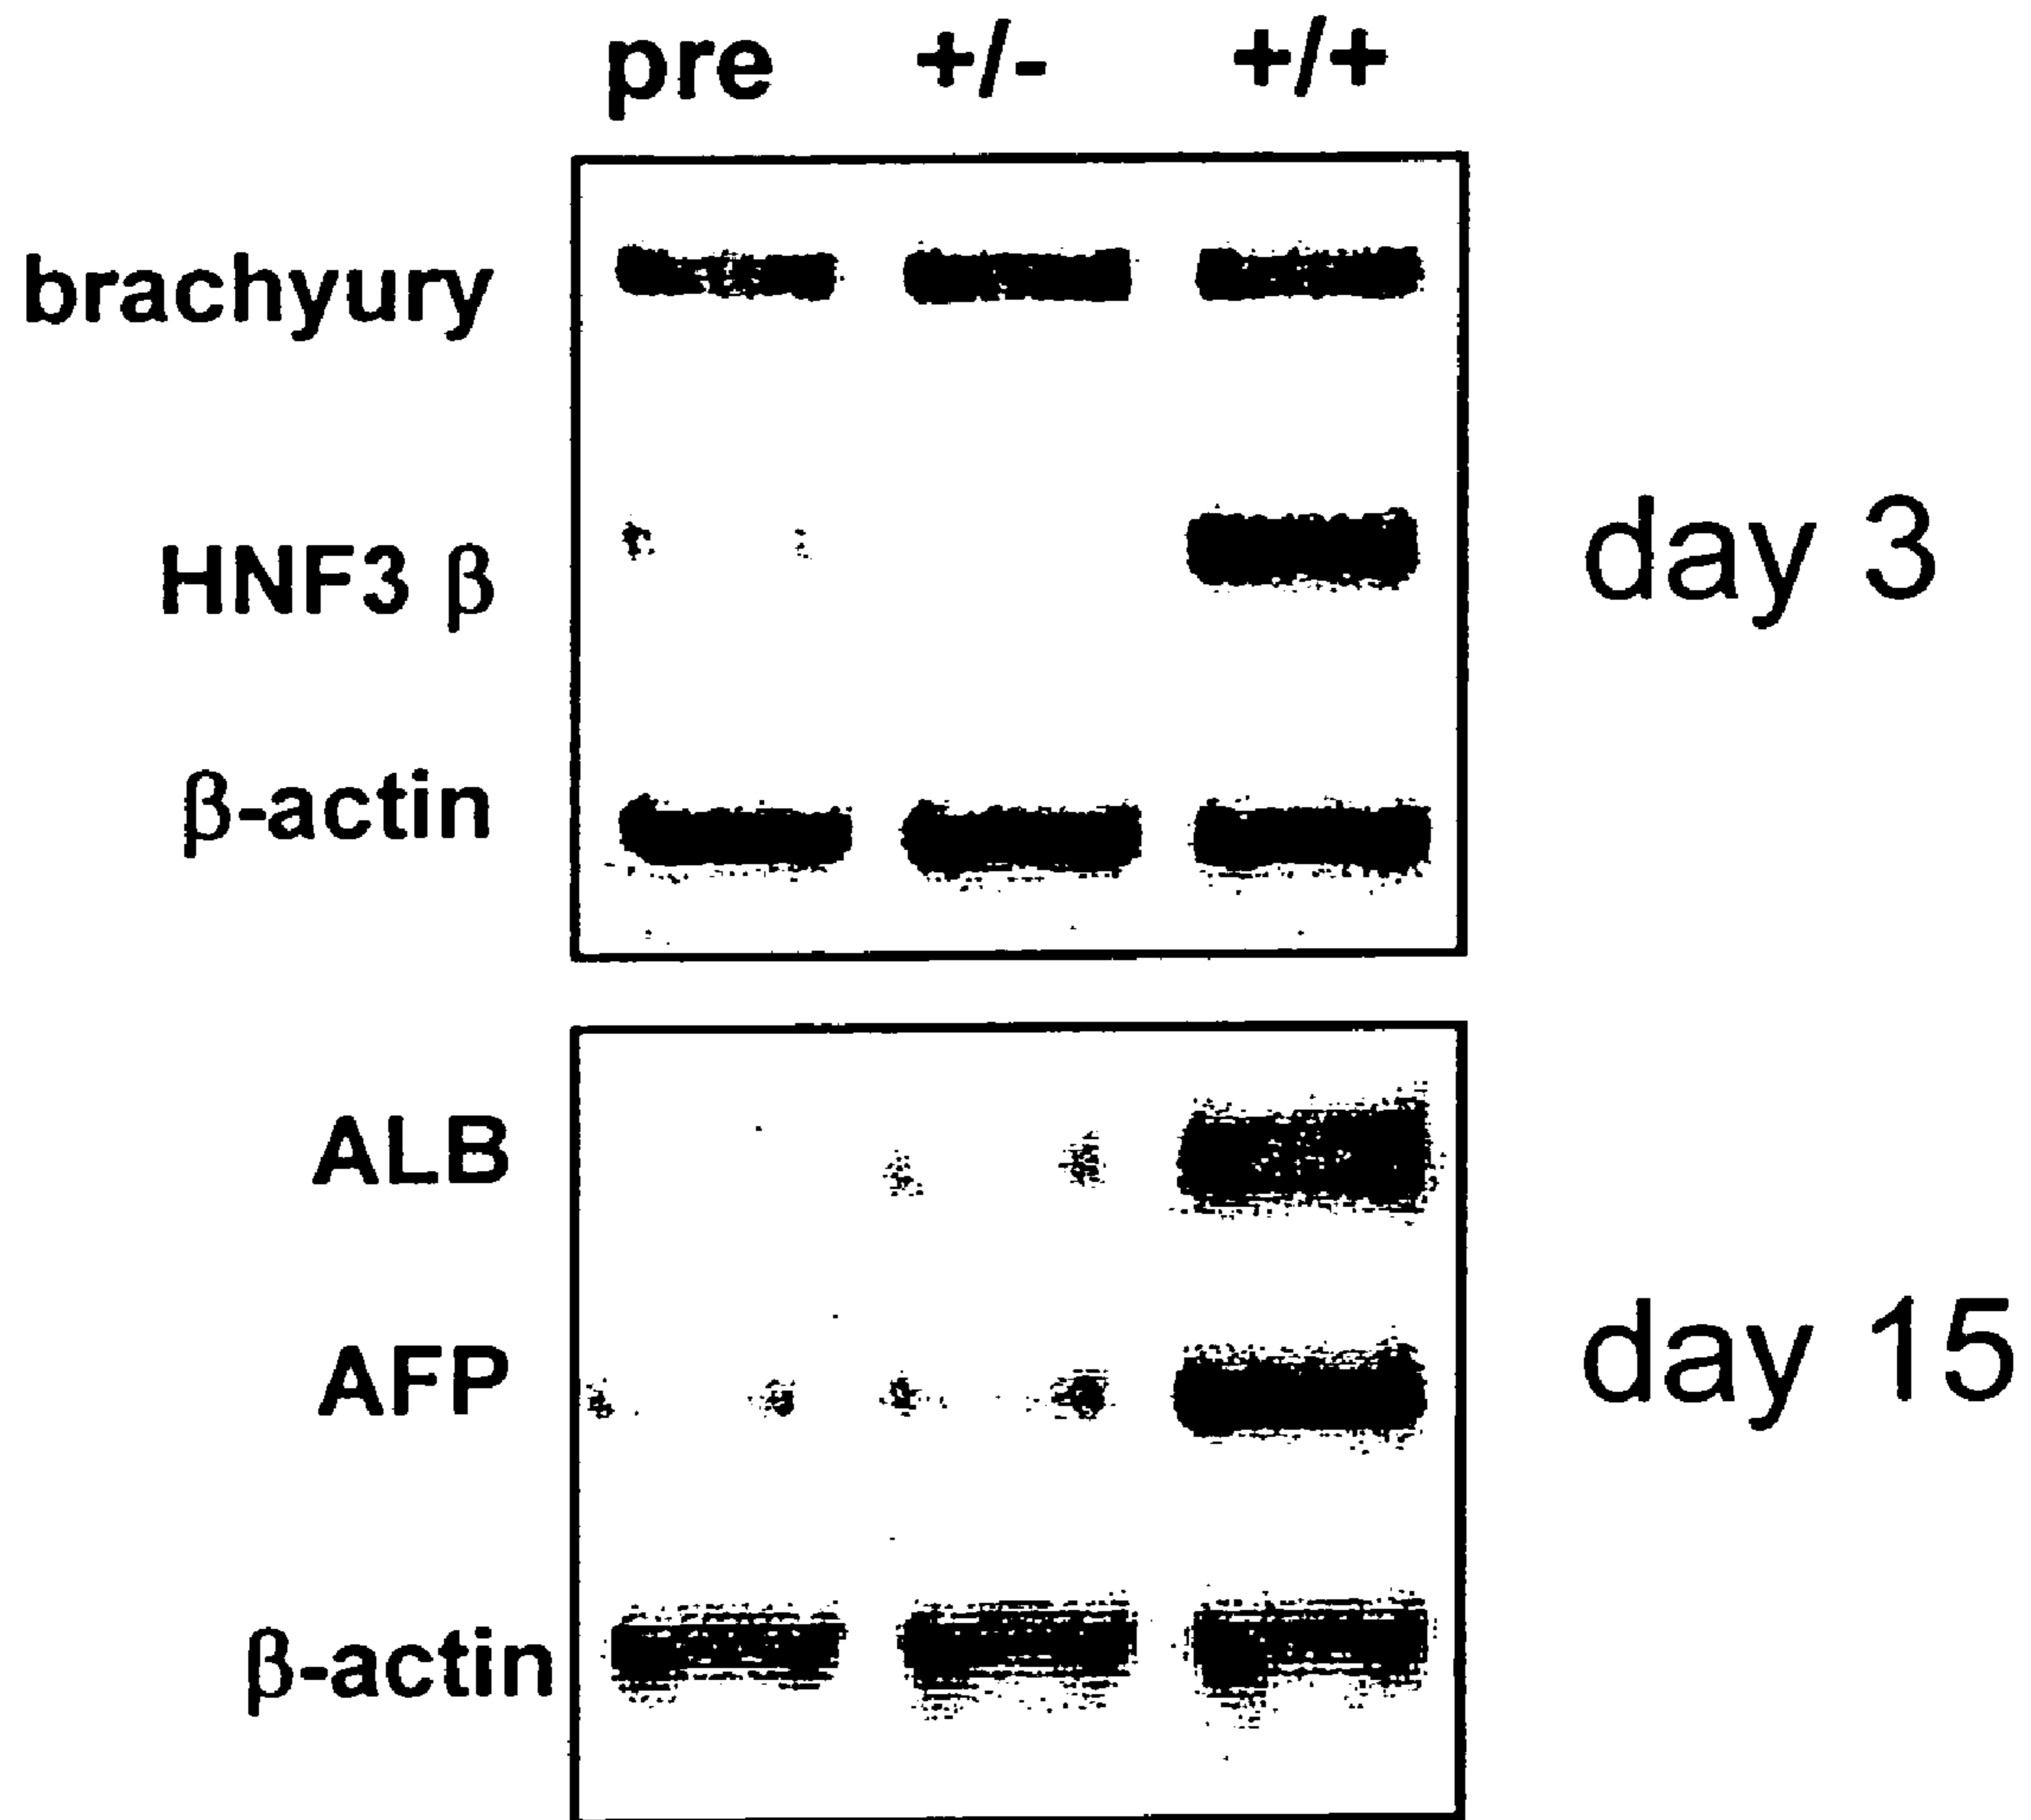 pre +/- +/+
brachyury
HNF3 β
day 3
β-actin
ALB
AFP
day 15
β-actin